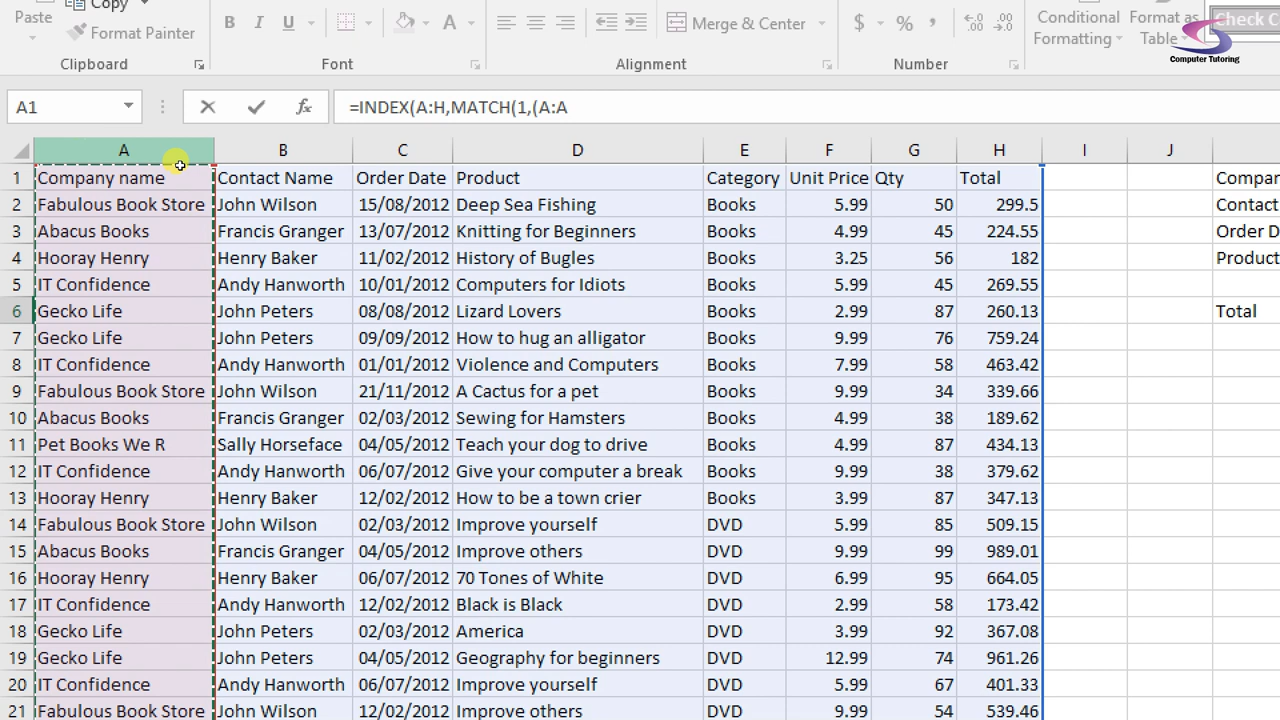 Paste
Copy
Format Painter
Clipboard
B I U
A
Font
Merge & Center
Alignment
$ % ,
Number
Conditional
Formatting
Format as
Table
Check C
Computer Tutoring
A1
fx
=INDEX(A:H,MATCH(1,(A:A
A B C D E F G H I J
1 Company name Contact Name Order Date Product Category Unit Price Qty Total Compar
2 Fabulous Book Store John Wilson 15/08/2012 Deep Sea Fishing Books 5.99 50 299.5 Contact
3 Abacus Books Francis Granger 13/07/2012 Knitting for Beginners Books 4.99 45 224.55 Order D
4 Hooray Henry Henry Baker 11/02/2012 History of Bugles Books 3.25 56 182 Product
5 IT Confidence Andy Hanworth 10/01/2012 Computers for Idiots Books 5.99 45 269.55
6 Gecko Life John Peters 08/08/2012 Lizard Lovers Books 2.99 87 260.13 Total
7 Gecko Life John Peters 09/09/2012 How to hug an alligator Books 9.99 76 759.24
8 IT Confidence Andy Hanworth 01/01/2012 Violence and Computers Books 7.99 58 463.42
9 Fabulous Book Store John Wilson 21/11/2012 A Cactus for a pet Books 9.99 34 339.66
10 Abacus Books Francis Granger 02/03/2012 Sewing for Hamsters Books 4.99 38 189.62
11 Pet Books We R Sally Horseface 04/05/2012 Teach your dog to drive Books 4.99 87 434.13
12 IT Confidence Andy Hanworth 06/07/2012 Give your computer a break Books 9.99 38 379.62
13 Hooray Henry Henry Baker 12/02/2012 How to be a town crier Books 3.99 87 347.13
14 Fabulous Book Store John Wilson 02/03/2012 Improve yourself DVD 5.99 85 509.15
15 Abacus Books Francis Granger 04/05/2012 Improve others DVD 9.99 99 989.01
16 Hooray Henry Henry Baker 06/07/2012 70 Tones of White DVD 6.99 95 664.05
17 IT Confidence Andy Hanworth 12/02/2012 Black is Black DVD 2.99 58 173.42
18 Gecko Life John Peters 02/03/2012 America DVD 3.99 92 367.08
19 Gecko Life John Peters 04/05/2012 Geography for beginners DVD 12.99 74 961.26
20 IT Confidence Andy Hanworth 06/07/2012 Improve yourself DVD 5.99 67 401.33
21 Fabulous Book Store John Wilson 12/02/2012 Improve others DVD 9.99 54 539.46